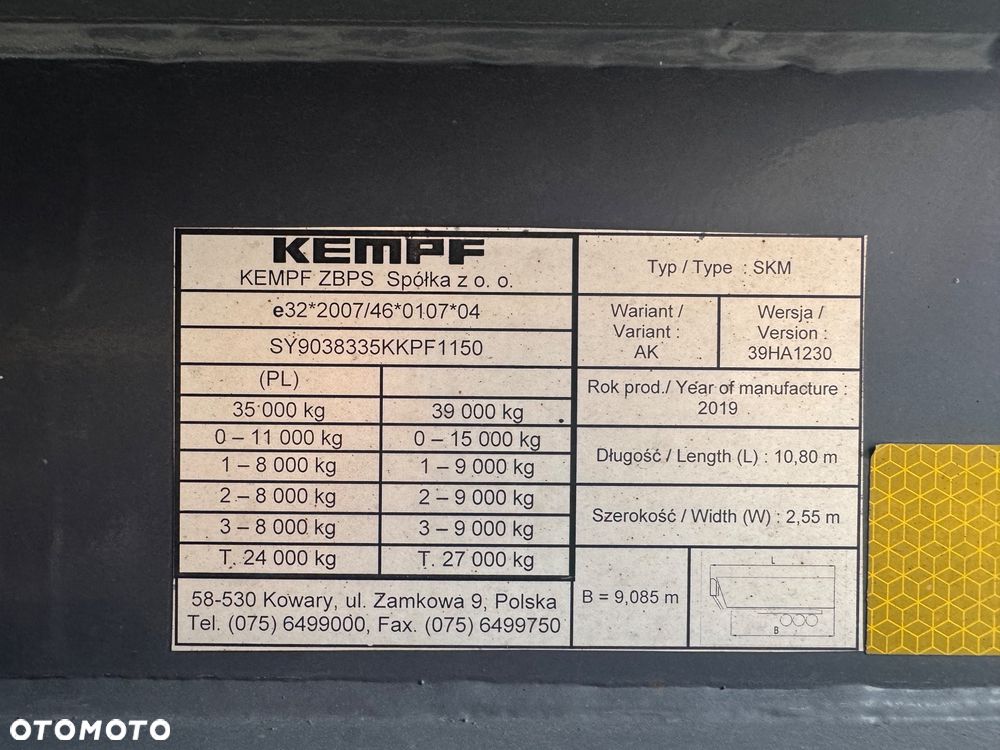 KEMPF
KEMPF ZBPS Spółka z o. o.
e32*2007/46*0107*04
SY9038335KKPF1150
(PL)
35 000 kg 39 000 kg
0 – 11 000 kg 0 – 15 000 kg
1 – 8 000 kg 1 – 9 000 kg
2 – 8 000 kg 2 – 9 000 kg
3 – 8 000 kg 3 – 9 000 kg
T. 24 000 kg T. 27 000 kg
58-530 Kowary, ul. Zamkowa 9, Polska
Tel. (075) 6499000, Fax. (075) 6499750
Typ / Type : SKM
Wariant /
Variant :
AK
Wersja /
Version :
39HA1230
Rok prod./ Year of manufacture :
2019
Długość / Length (L) : 10,80 m
Szerokość / Width (W) : 2,55 m
B = 9,085 m
L
B
OTOMOTO